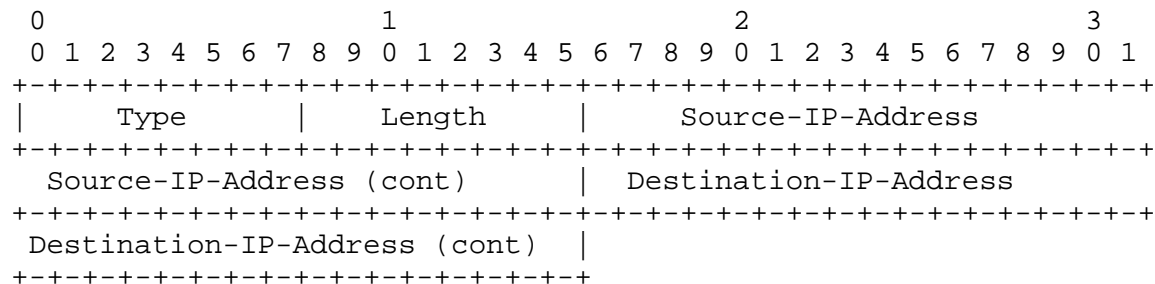 0                   1                   2                   3
 0 1 2 3 4 5 6 7 8 9 0 1 2 3 4 5 6 7 8 9 0 1 2 3 4 5 6 7 8 9 0 1
+-+-+-+-+-+-+-+-+-+-+-+-+-+-+-+-+-+-+-+-+-+-+-+-+-+-+-+-+-+-+-+-+
|     Type      |    Length     |     Source-IP-Address
+-+-+-+-+-+-+-+-+-+-+-+-+-+-+-+-+-+-+-+-+-+-+-+-+-+-+-+-+-+-+-+-+
  Source-IP-Address (cont)      |  Destination-IP-Address
+-+-+-+-+-+-+-+-+-+-+-+-+-+-+-+-+-+-+-+-+-+-+-+-+-+-+-+-+-+-+-+-+
 Destination-IP-Address (cont)  |
+-+-+-+-+-+-+-+-+-+-+-+-+-+-+-+-+